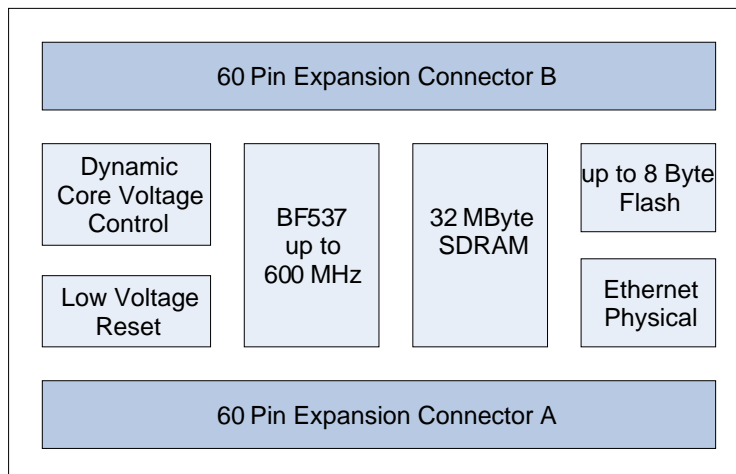 60 Pin Expansion Connector B
Dynamic
Core Voltage
Control
BF537
up to
600 MHz
32 MByte
SDRAM
up to 8 Byte
Flash
Low Voltage
Reset
Ethernet
Physical
60 Pin Expansion Connector A